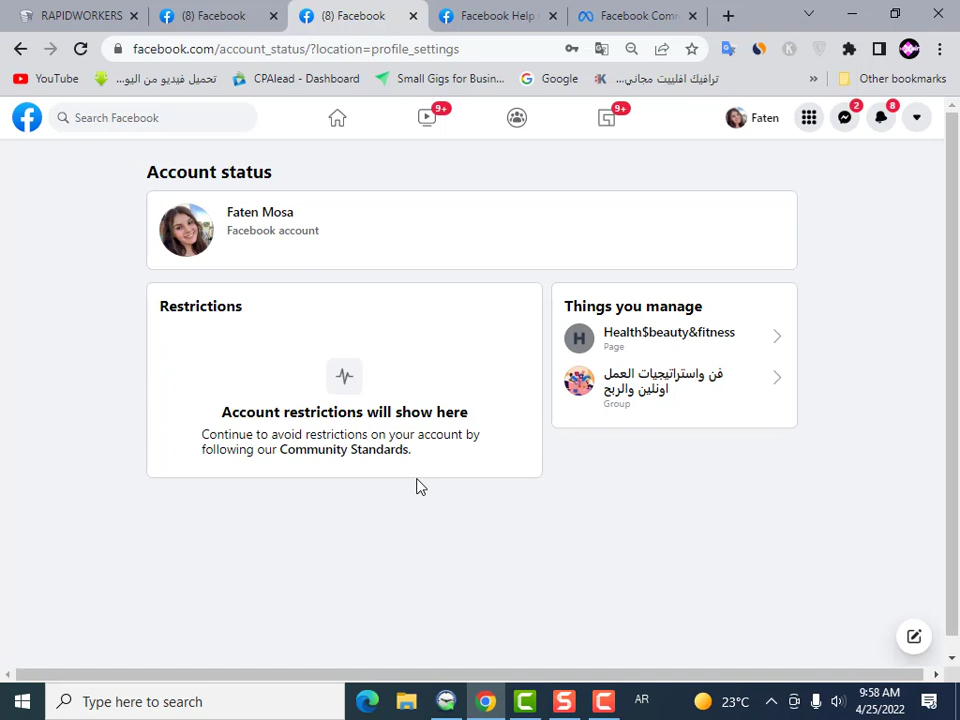 RAPIDWORKERS
(8) Facebook
(8) Facebook
Facebook Help
Facebook Com
facebook.com/account_status/?location=profile_settings
YouTube
تحميل فيديو من اليو...
CPAlead - Dashboard
Small Gigs for Busin...
Google
ترافيك افلييت مجاني...
»
Other bookmarks
Search Facebook
9+
9+
Faten
2
8
Account status
Faten Mosa
Facebook account
Restrictions
Account restrictions will show here
Continue to avoid restrictions on your account by
following our Community Standards.
Things you manage
H
Health$beauty&fitness
Page
فن واستراتيجيات العمل
اونلين والربح
Group
Type here to search
AR
23°C
9:58 AM
4/25/2022